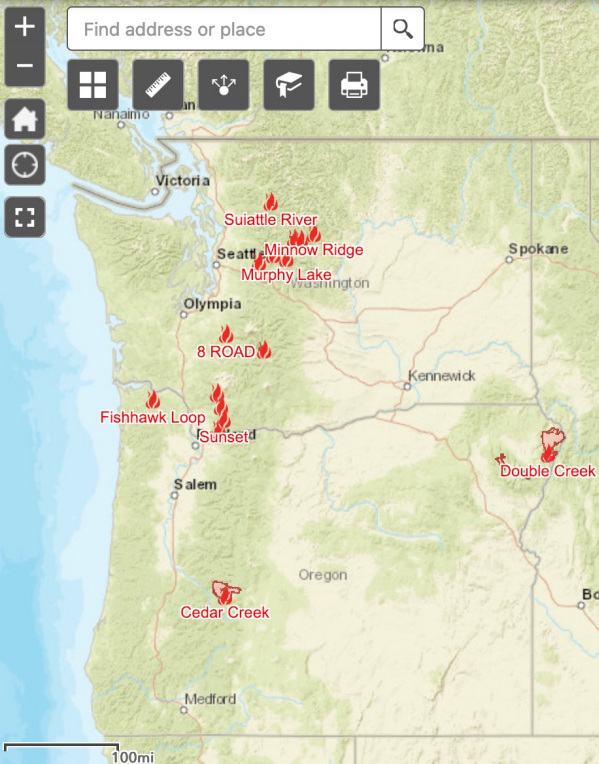 +
Find address or place
−
Nanaimo
Victoria
Suiattle River
Minnow Ridge
Spokane
Murphy Lake
Washington
Olympia
8 ROAD
Kennewick
Fishhawk Loop
Sunset
Double Creek
Salem
Oregon
Cedar Creek
Medford
100mi